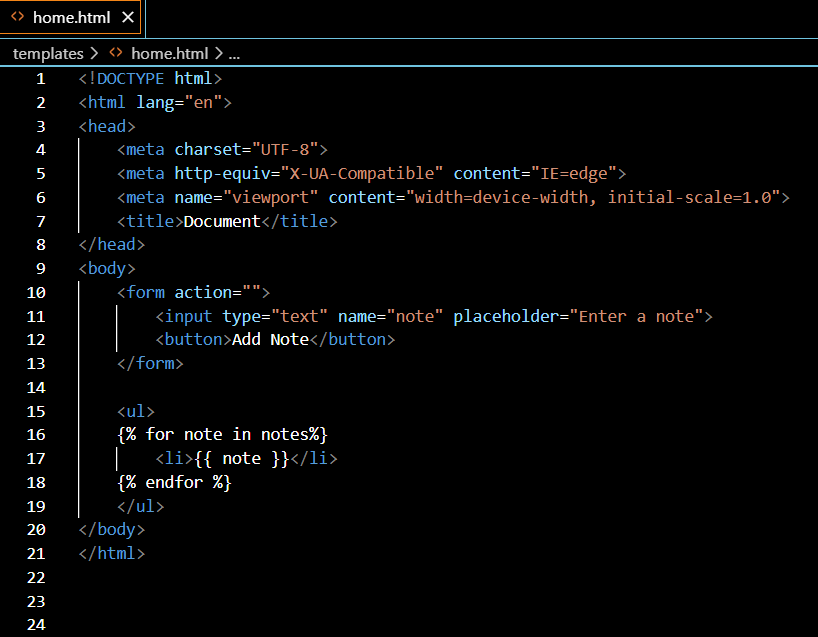 home.html
templates > home.html > ...
1 <!DOCTYPE html>
2 <html lang="en">
3 <head>
4     <meta charset="UTF-8">
5     <meta http-equiv="X-UA-Compatible" content="IE=edge">
6     <meta name="viewport" content="width=device-width, initial-scale=1.0">
7     <title>Document</title>
8 </head>
9 <body>
10     <form action="">
11         <input type="text" name="note" placeholder="Enter a note">
12         <button>Add Note</button>
13     </form>
14
15     <ul>
16     {% for note in notes%}
17         <li>{{ note }}</li>
18     {% endfor %}
19     </ul>
20 </body>
21 </html>
22
23
24